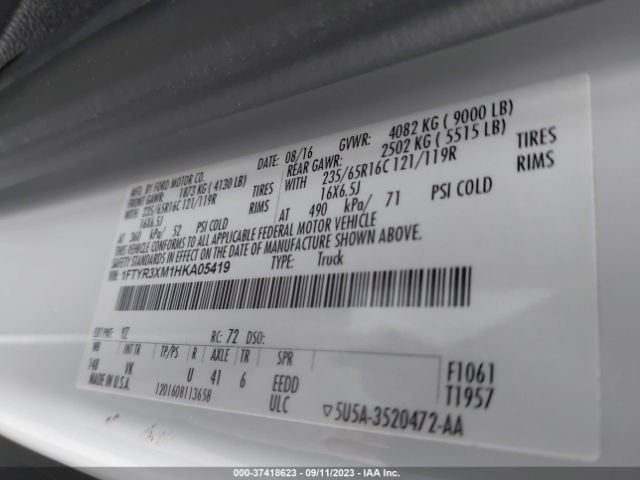 MFD. BY FORD MOTOR CO.
DATE: 08/16 GVWR: 4082 KG ( 9000 LB)
FRONT GAWR: 1873 KG ( 4130 LB) REAR GAWR: 2502 KG ( 5515 LB)
WITH 235/65R16C 121/119R TIRES WITH 235/65R16C 121/119R TIRES
16X6.5J RIMS 16X6.5J RIMS
AT 360 kPa/ 52 PSI COLD AT 490 kPa/ 71 PSI COLD
THIS VEHICLE CONFORMS TO ALL APPLICABLE FEDERAL MOTOR VEHICLE
SAFETY STANDARDS IN EFFECT ON THE DATE OF MANUFACTURE SHOWN ABOVE.
VIN: 1FTYR3XM1HKA05419 TYPE: Truck
EXT PNT: YZ RC: 72 DSO:
WB INT TR TP/PS R AXLE TR SPR
148 VK U 41 6 EEDD F1061
MADE IN U.S.A. 1201608113658 ULC T1957
5U5A-3520472-AA
000-37418623 - 09/11/2023 - IAA Inc.